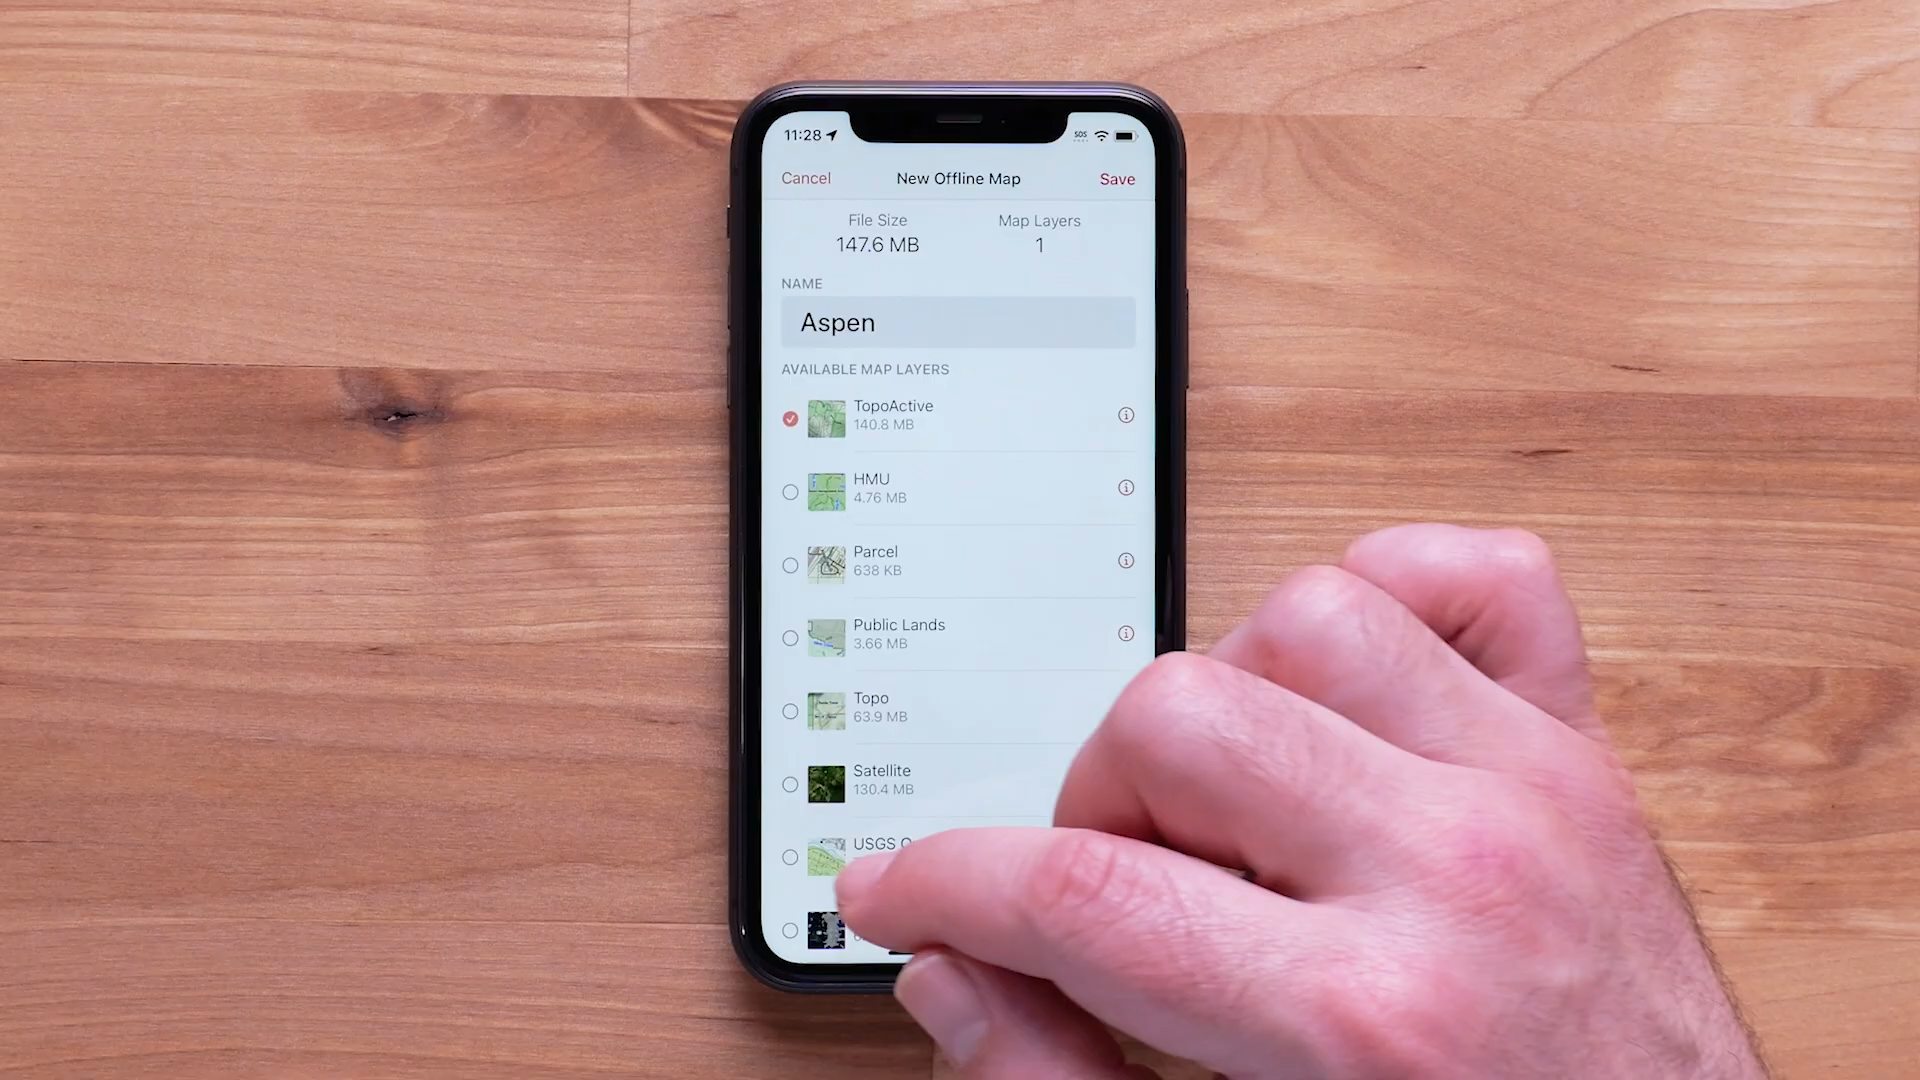 11:28
SOS
Cancel New Offline Map Save
File Size Map Layers
147.6 MB 1
NAME
Aspen
AVAILABLE MAP LAYERS
TopoActive
140.8 MB
HMU
4.76 MB
Parcel
638 KB
Public Lands
3.66 MB
Topo
63.9 MB
Satellite
130.4 MB
USGS